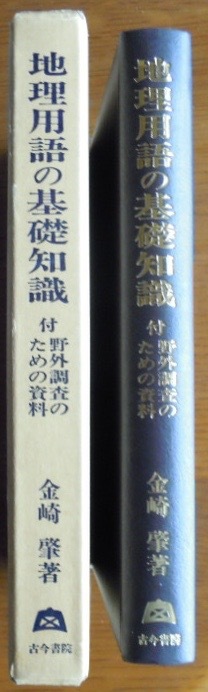 地理用語の基礎知識
付
野外調査の
ための資料
金崎肇著
古今書院
地理用語の基礎知識
付
野外調査の
ための資料
金崎肇著
古今書院